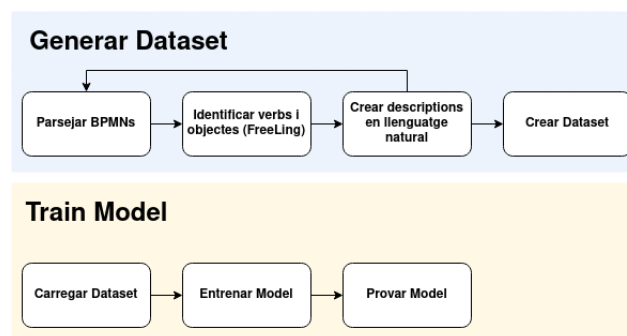 Generar Dataset
Parsejar BPMNs
Identificar verbs i
objectes (FreeLing)
Crear descriptions
en llenguatge
natural
Crear Dataset
Train Model
Carregar Dataset
Entrenar Model
Provar Model